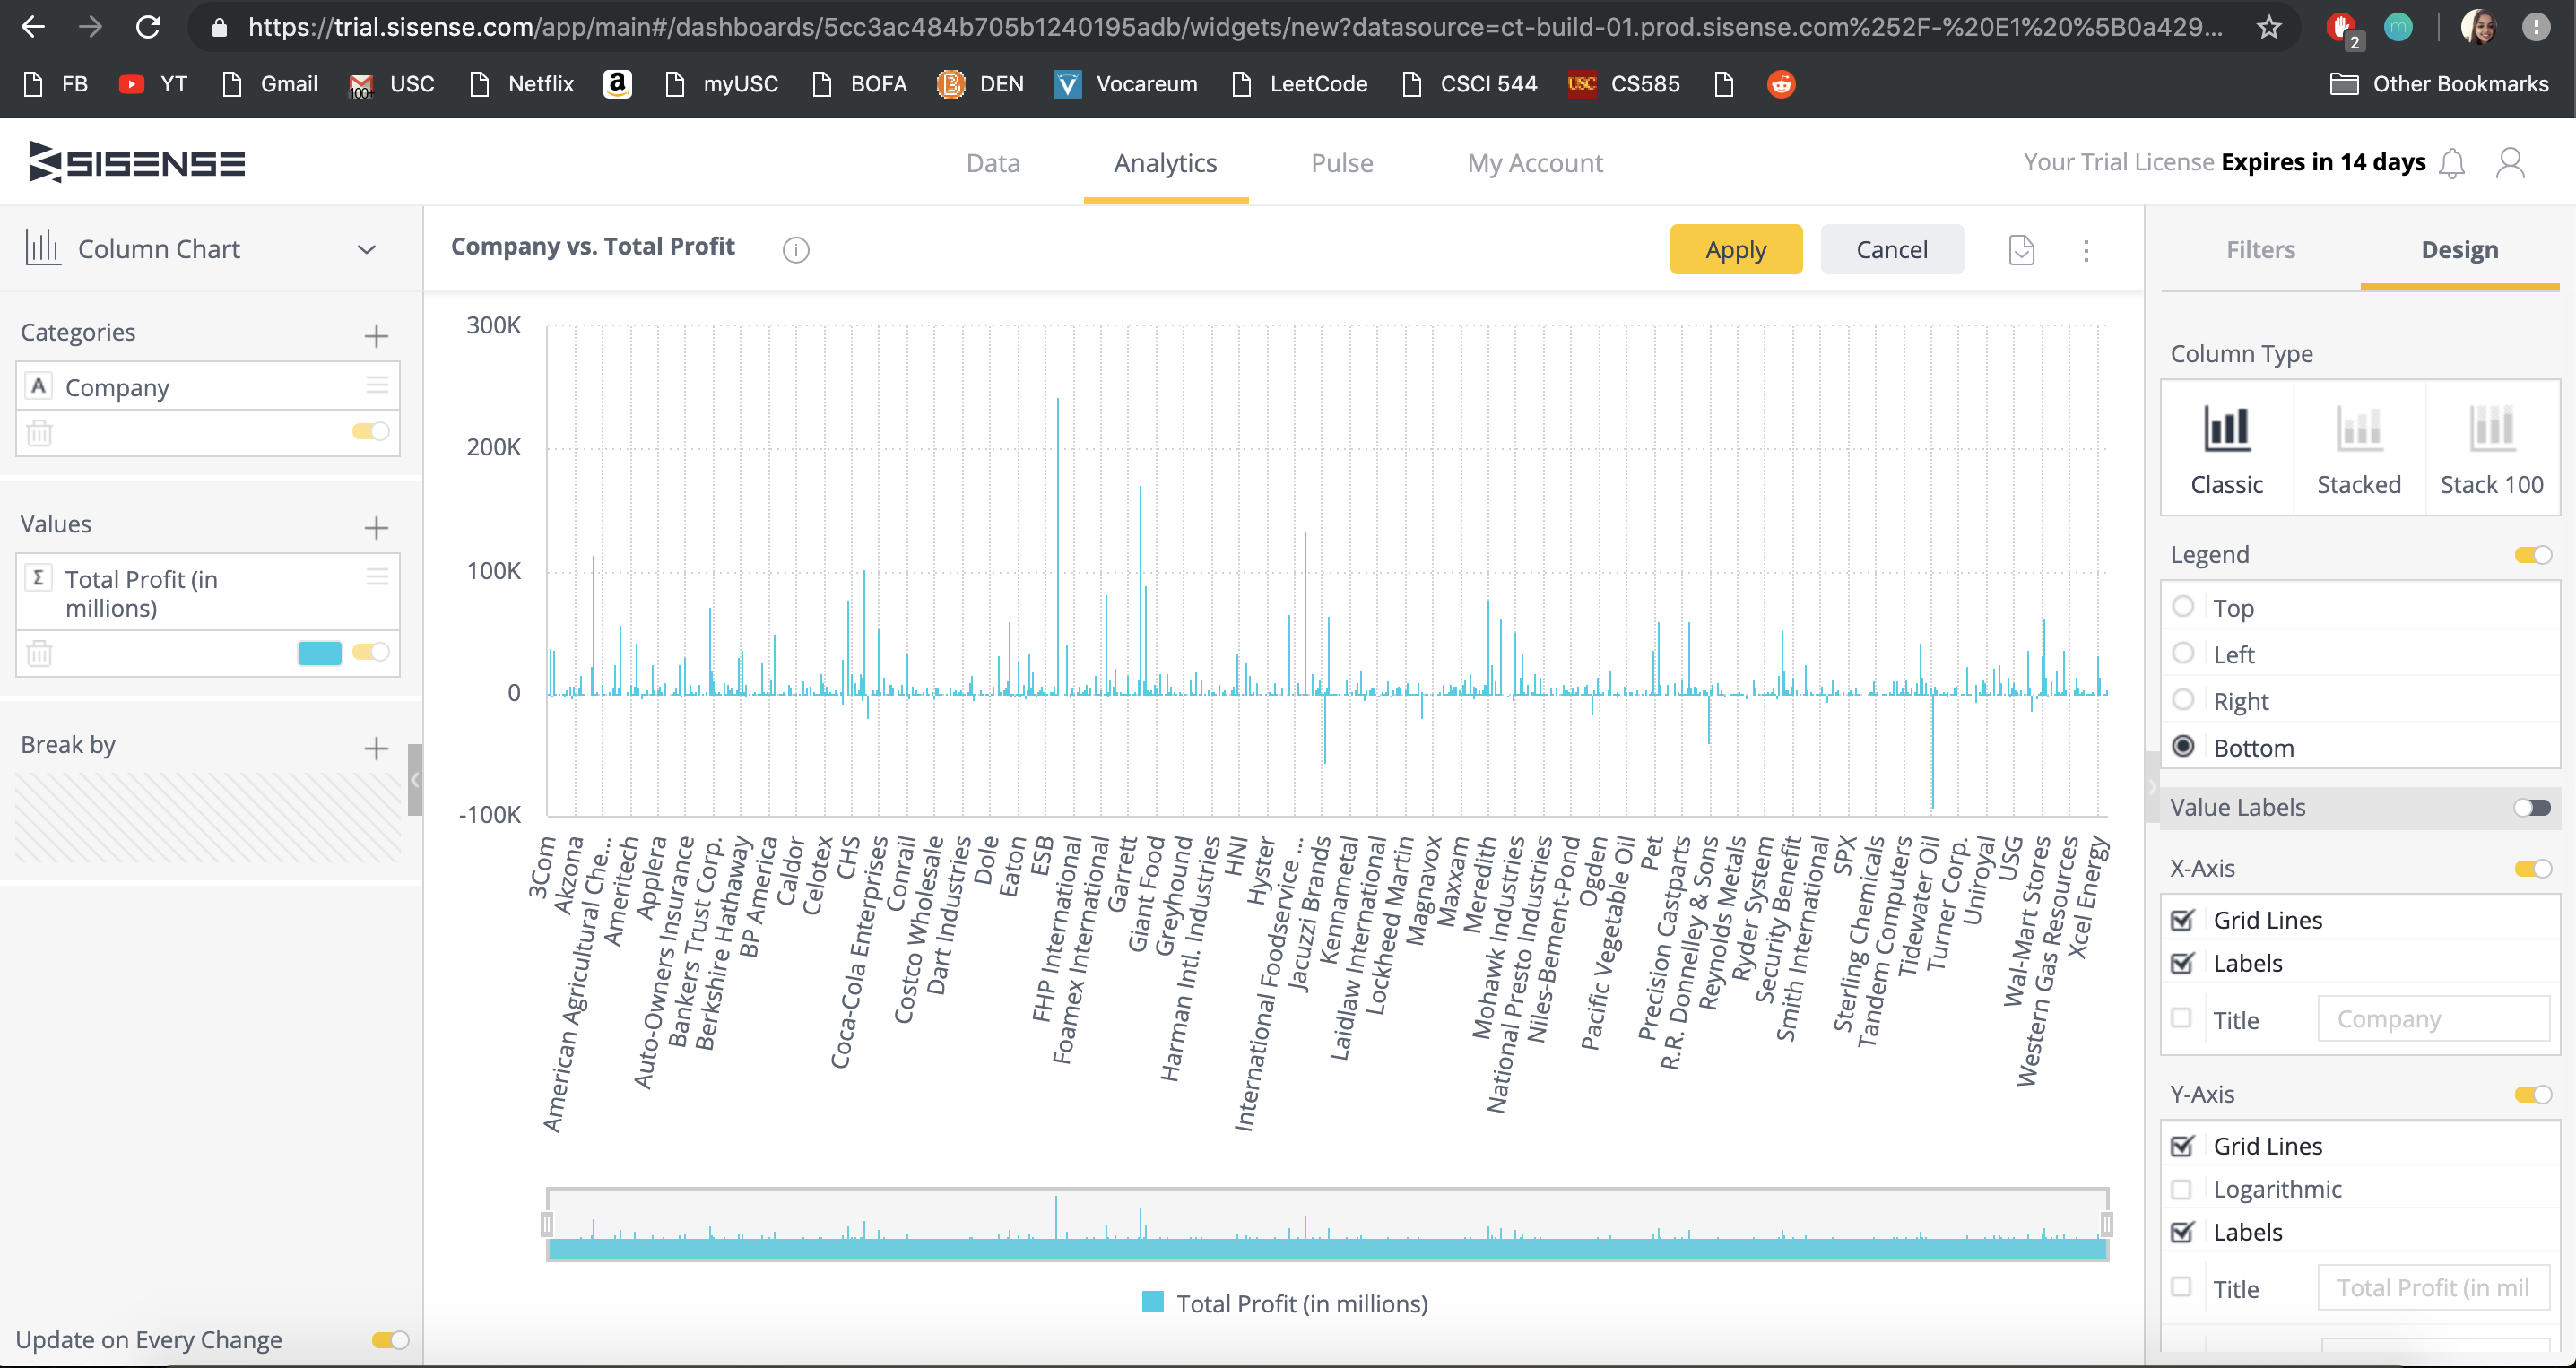 https://trial.sisense.com/app/main#/dashboards/5cc3ac484b705b1240195adb/widgets/new?datasource=ct-build-01.prod.sisense.com%252F-%20E1%20%5B0a429...
2
m
FB
YT
Gmail
100+
USC
Netflix
a
myUSC
BOFA
B
DEN
V
Vocareum
LeetCode
CSCI 544
USC
CS585
Other Bookmarks
SISENSE
Data
Analytics
Pulse
My Account
Your Trial License Expires in 14 days
Column Chart
Categories
A Company
Values
Σ Total Profit (in
millions)
Break by
Update on Every Change
Company vs. Total Profit
i
Apply
Cancel
300K
200K
100K
0
-100K
3Com
Akzona
American Agricultural Che...
Ameritech
Applera
Auto-Owners Insurance
Bankers Trust Corp.
Berkshire Hathaway
BP America
Caldor
Celotex
CHS
Coca-Cola Enterprises
Conrail
Costco Wholesale
Dart Industries
Dole
Eaton
ESB
FHP International
Foamex International
Garrett
Giant Food
Greyhound
Harman Intl. Industries
HNI
Hyster
International Foodservice ...
Jacuzzi Brands
Kennametal
Laidlaw International
Lockheed Martin
Magnavox
Maxxam
Meredith
Mohawk Industries
National Presto Industries
Niles-Bement-Pond
Ogden
Pacific Vegetable Oil
Pet
Precision Castparts
R.R. Donnelley & Sons
Reynolds Metals
Ryder System
Security Benefit
Smith International
SPX
Sterling Chemicals
Tandem Computers
Tidewater Oil
Turner Corp.
Uniroyal
USG
Wal-Mart Stores
Western Gas Resources
Xcel Energy
Total Profit (in millions)
Filters
Design
Column Type
Classic
Stacked
Stack 100
Legend
Top
Left
Right
Bottom
Value Labels
X-Axis
Grid Lines
Labels
Title
Company
Y-Axis
Grid Lines
Logarithmic
Labels
Title
Total Profit (in mil